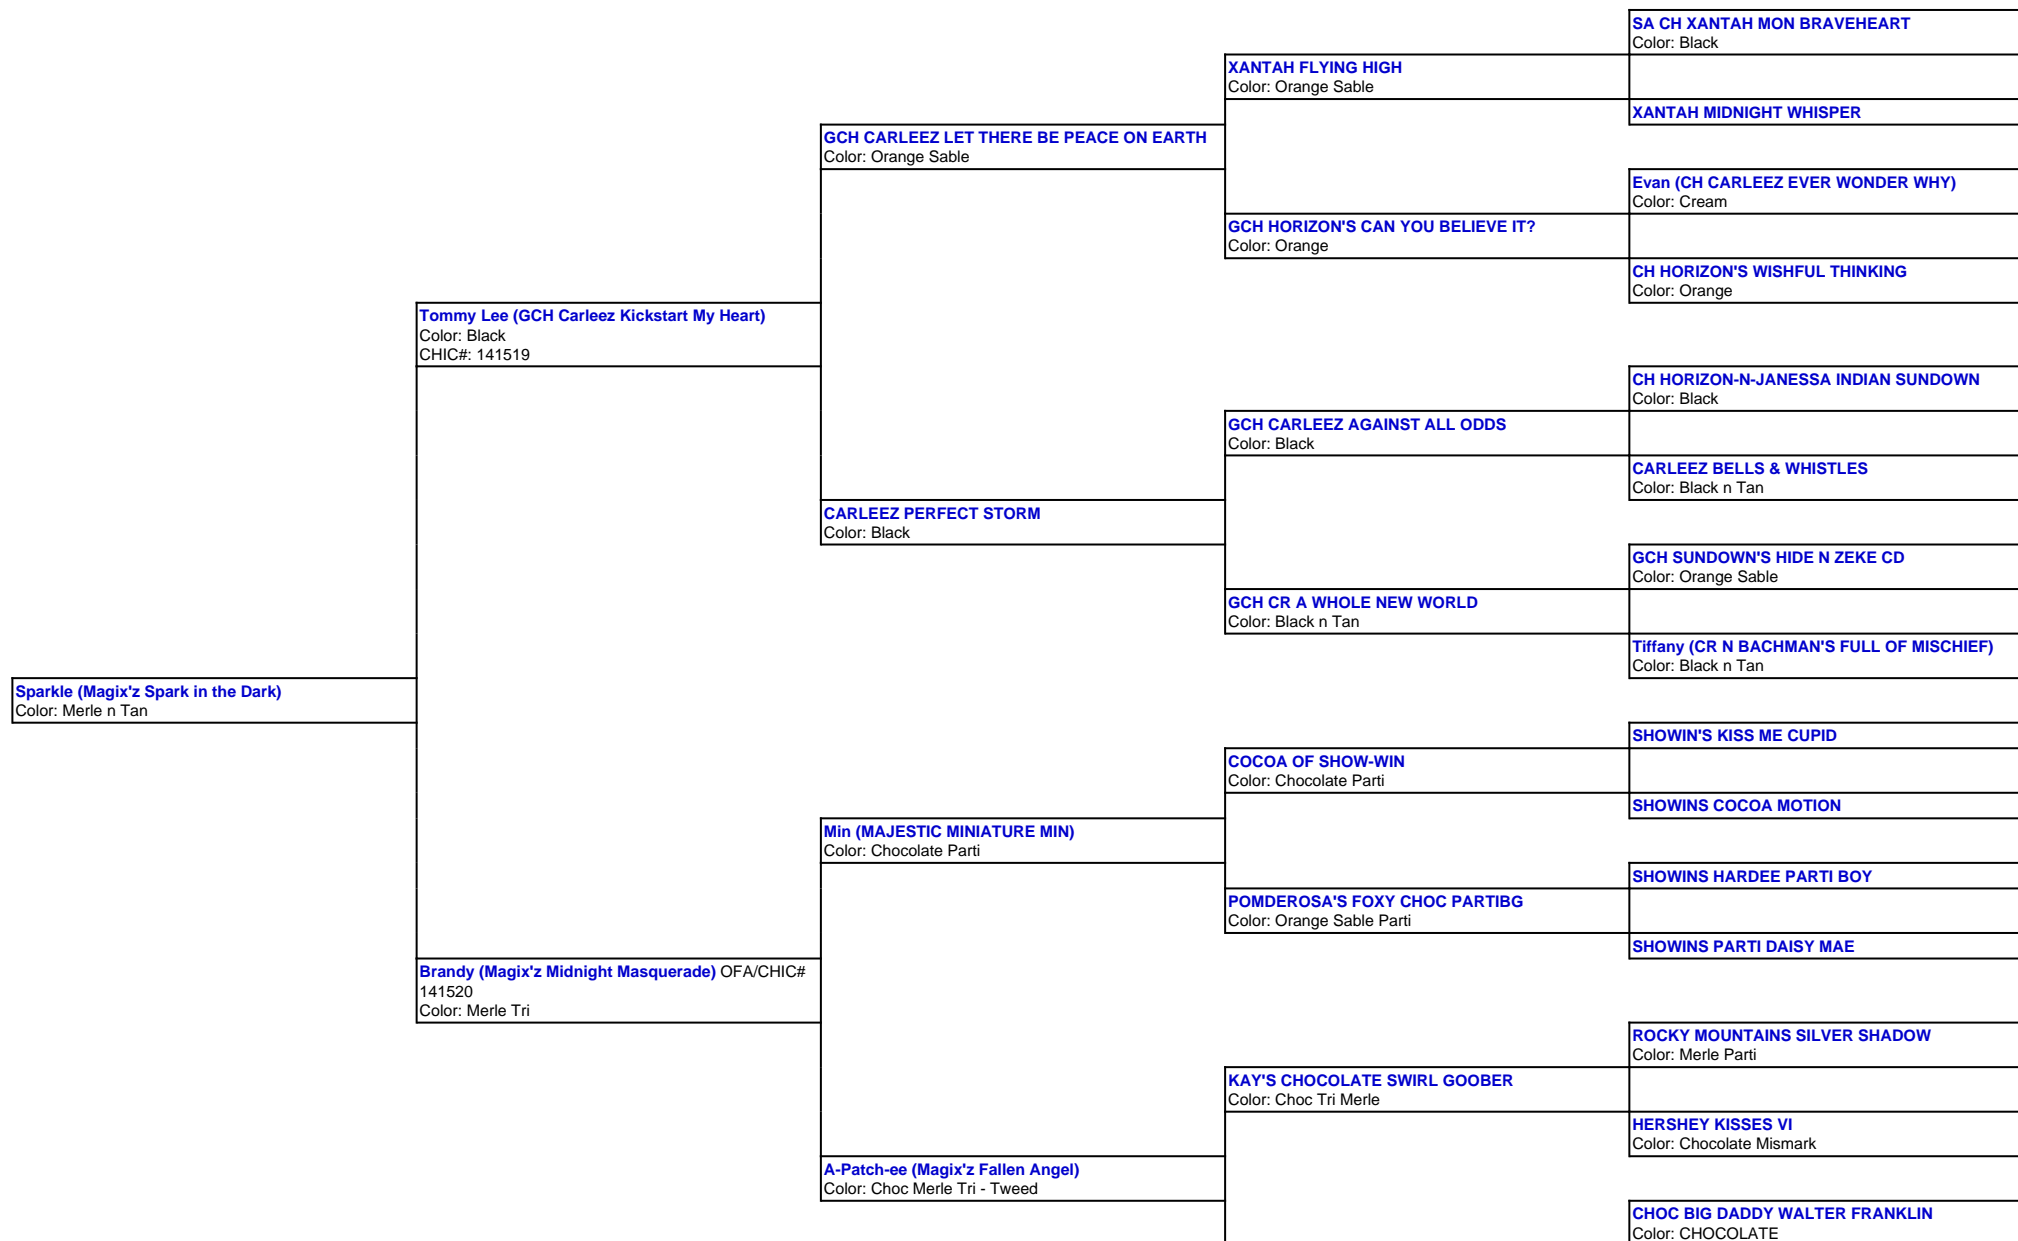 SA CH XANTAH MON BRAVEHEART
Color: Black
XANTAH FLYING HIGH
Color: Orange Sable
XANTAH MIDNIGHT WHISPER
GCH CARLEEZ LET THERE BE PEACE ON EARTH
Color: Orange Sable
Evan (CH CARLEEZ EVER WONDER WHY)
Color: Cream
GCH HORIZON'S CAN YOU BELIEVE IT?
Color: Orange
CH HORIZON'S WISHFUL THINKING
Color: Orange
Tommy Lee (GCH Carleez Kickstart My Heart)
Color: Black
CHIC#: 141519
CH HORIZON-N-JANESSA INDIAN SUNDOWN
Color: Black
GCH CARLEEZ AGAINST ALL ODDS
Color: Black
CARLEEZ BELLS & WHISTLES
Color: Black n Tan
CARLEEZ PERFECT STORM
Color: Black
GCH SUNDOWN'S HIDE N ZEKE CD
Color: Orange Sable
GCH CR A WHOLE NEW WORLD
Color: Black n Tan
Tiffany (CR N BACHMAN'S FULL OF MISCHIEF)
Color: Black n Tan
Sparkle (Magix'z Spark in the Dark)
Color: Merle n Tan
SHOWIN'S KISS ME CUPID
COCOA OF SHOW-WIN
Color: Chocolate Parti
SHOWINS COCOA MOTION
Min (MAJESTIC MINIATURE MIN)
Color: Chocolate Parti
SHOWINS HARDEE PARTI BOY
POMDEROSA'S FOXY CHOC PARTIBG
Color: Orange Sable Parti
SHOWINS PARTI DAISY MAE
Brandy (Magix'z Midnight Masquerade) OFA/CHIC#
141520
Color: Merle Tri
ROCKY MOUNTAINS SILVER SHADOW
Color: Merle Parti
KAY'S CHOCOLATE SWIRL GOOBER
Color: Choc Tri Merle
HERSHEY KISSES VI
Color: Chocolate Mismark
A-Patch-ee (Magix'z Fallen Angel)
Color: Choc Merle Tri - Tweed
CHOC BIG DADDY WALTER FRANKLIN
Color: CHOCOLATE